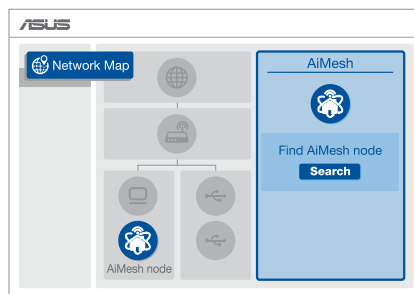 ASUS
Network Map
AiMesh
Find AiMesh node
Search
AiMesh node